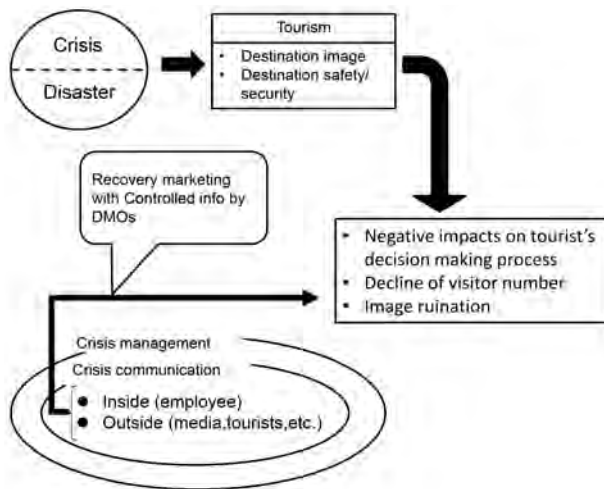 Crisis
Disaster
Tourism
• Destination image
• Destination safety/
security
Recovery marketing
with Controlled info by
DMOs
• Negative impacts on tourist's
decision making process
• Decline of visitor number
• Image ruination
Crisis management
Crisis communication
● Inside (employee)
● Outside (media,tourists,etc.)